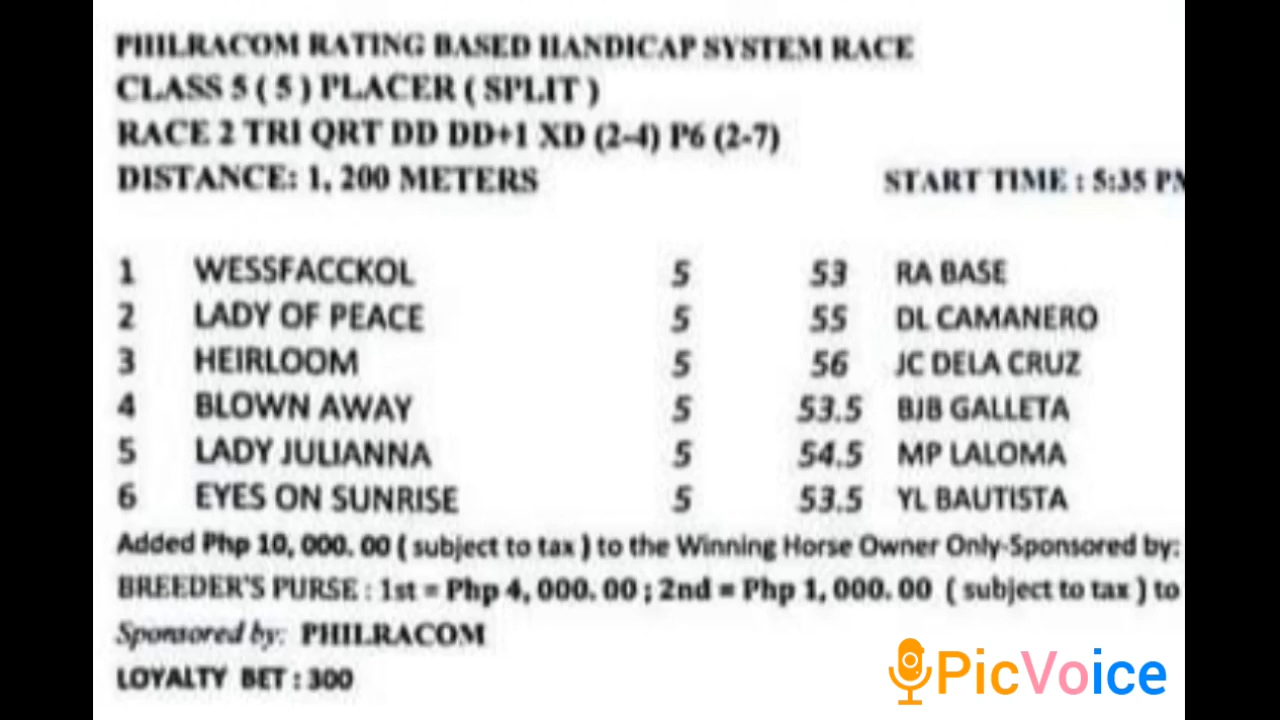 PHILRACOM RATING BASED HANDICAP SYSTEM RACE
CLASS 5 ( 5 ) PLACER ( SPLIT )
RACE 2 TRI QRT DD DD+1 XD (2-4) P6 (2-7)
DISTANCE: 1, 200 METERS START TIME : 5:35 PM
1 WESSFACCKOL 5 53 RA BASE
2 LADY OF PEACE 5 55 DL CAMANERO
3 HEIRLOOM 5 56 JC DELA CRUZ
4 BLOWN AWAY 5 53.5 BJB GALLETA
5 LADY JULIANNA 5 54.5 MP LALOMA
6 EYES ON SUNRISE 5 53.5 YL BAUTISTA
Added Php 10, 000. 00 ( subject to tax ) to the Winning Horse Owner Only-Sponsored by:
BREEDER'S PURSE : 1st = Php 4, 000. 00 ; 2nd = Php 1, 000. 00 ( subject to tax ) to
Sponsored by: PHILRACOM
LOYALTY BET : 300
PicVoice